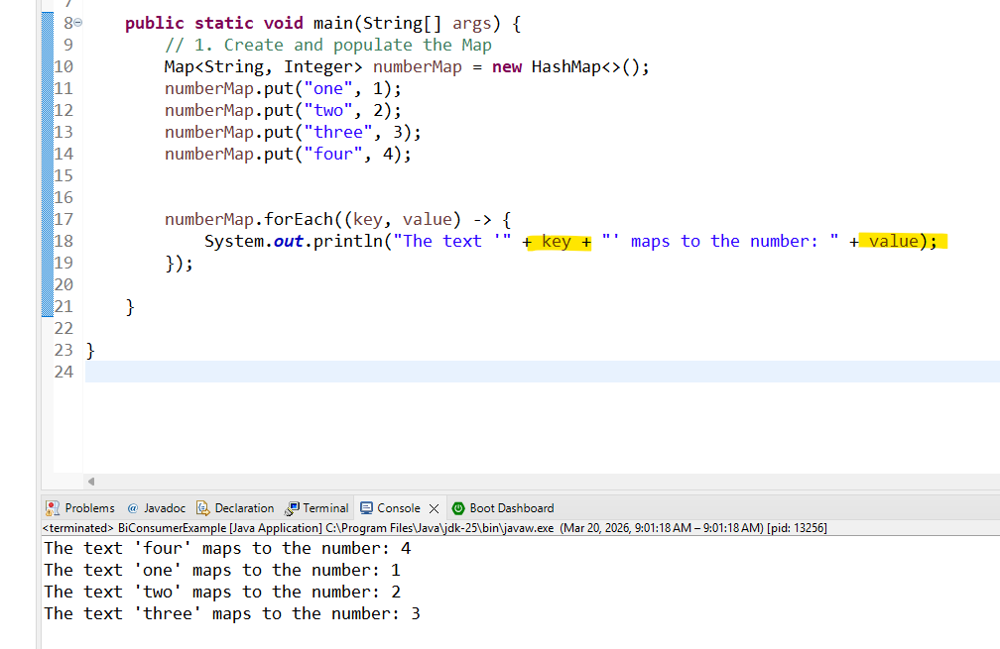 7
8 public static void main(String[] args) {
9 // 1. Create and populate the Map
10 Map<String, Integer> numberMap = new HashMap<>();
11 numberMap.put("one", 1);
12 numberMap.put("two", 2);
13 numberMap.put("three", 3);
14 numberMap.put("four", 4);
15
16
17 numberMap.forEach((key, value) -> {
18 System.out.println("The text '" + key + "' maps to the number: " + value);
19 });
20
21 }
22
23 }
24
Problems @ Javadoc Declaration Terminal Console Boot Dashboard
<terminated> BiConsumerExample [Java Application] C:\Program Files\Java\jdk-25\bin\javaw.exe (Mar 20, 2026, 9:01:18 AM – 9:01:18 AM) [pid: 13256]
The text 'four' maps to the number: 4
The text 'one' maps to the number: 1
The text 'two' maps to the number: 2
The text 'three' maps to the number: 3